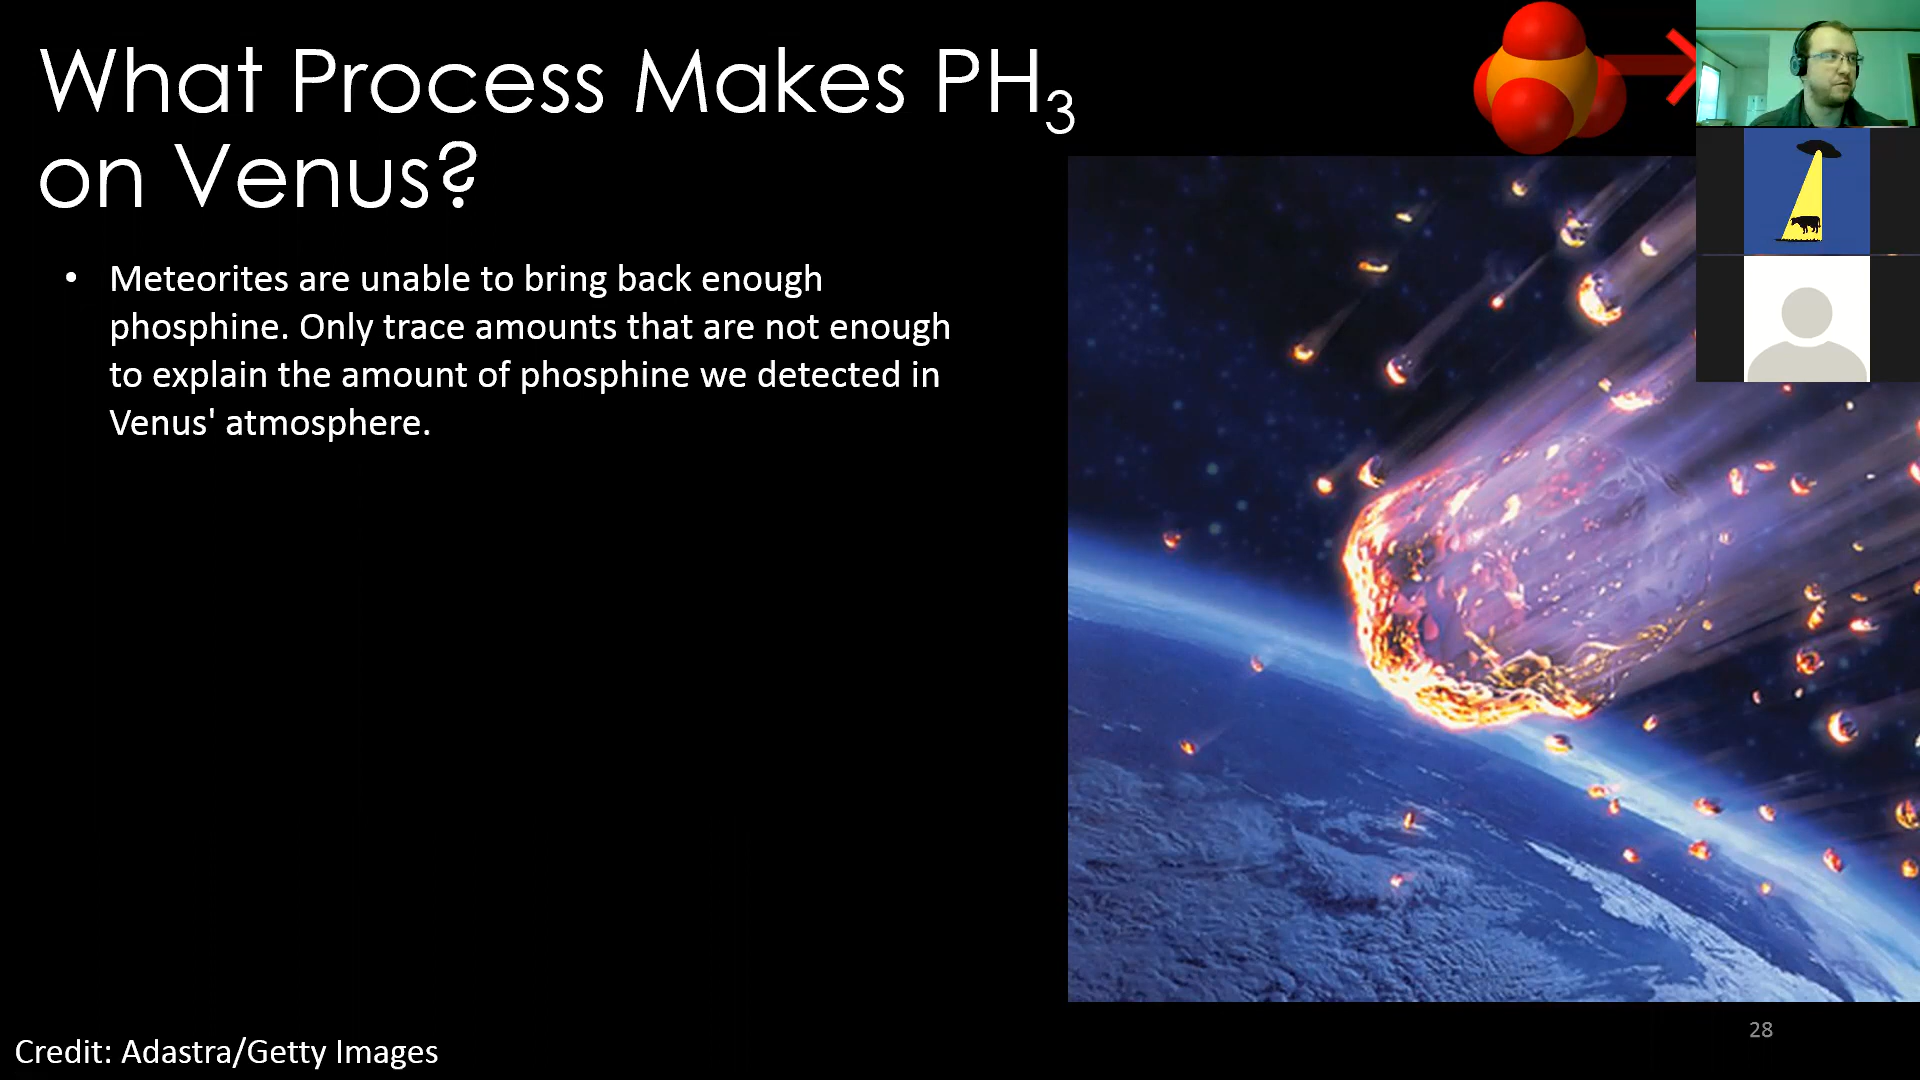 What Process Makes PH₃
on Venus?
• Meteorites are unable to bring back enough
phosphine. Only trace amounts that are not enough
to explain the amount of phosphine we detected in
Venus' atmosphere.
28
Credit: Adastra/Getty Images